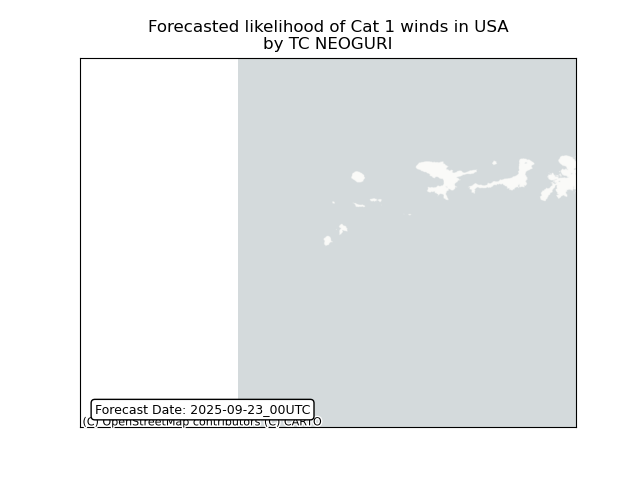 Forecasted likelihood of Cat 1 winds in USA
by TC NEOGURI
Forecast Date: 2025-09-23_00UTC
(C) OpenStreetMap contributors (C) CARTO